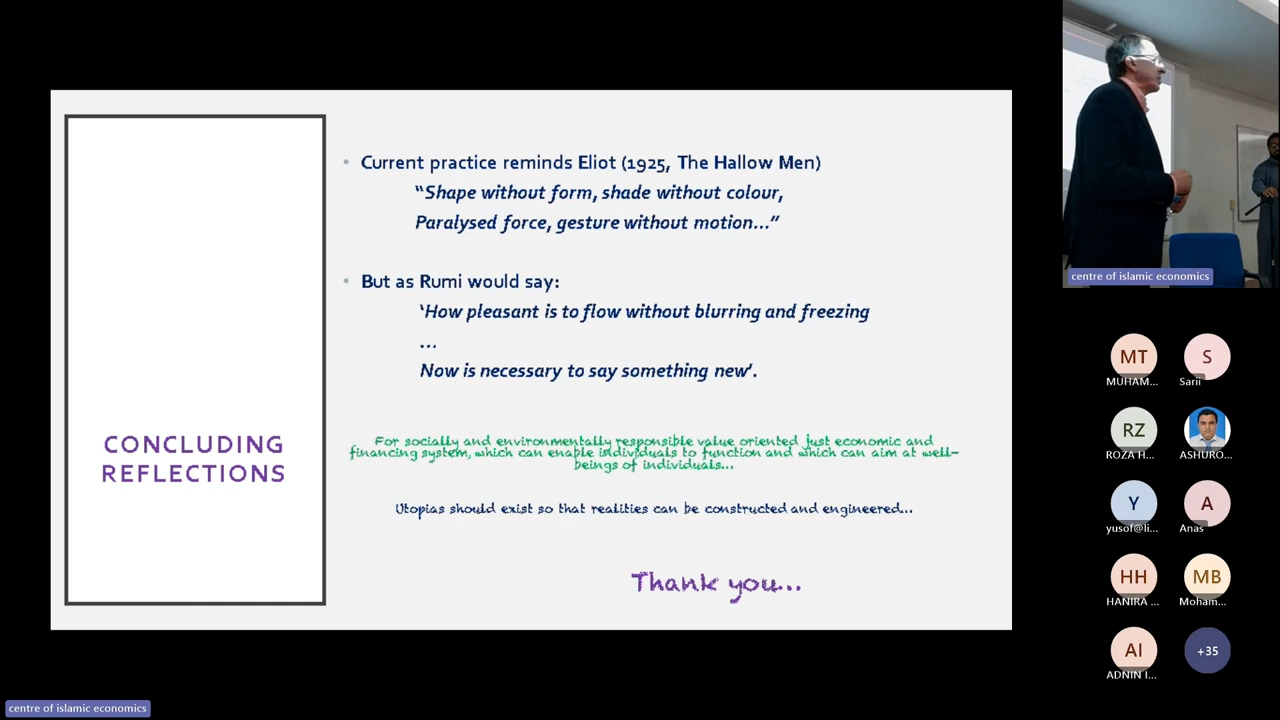 CONCLUDING
REFLECTIONS
Current practice reminds Eliot (1925, The Hallow Men)
“Shape without form, shade without colour,
Paralysed force, gesture without motion…”
But as Rumi would say:
‘How pleasant is to flow without blurring and freezing
…
Now is necessary to say something new’.
For socially and environmentally responsible value oriented just economic and
financing system, which can enable individuals to function and which can aim at well-
beings of individuals…
Utopias should exist so that realities can be constructed and engineered…
Thank you…
centre of islamic economics
MT
MUHAM...
S
Sarii
RZ
ROZA H...
ASHURO...
Y
yusof@li...
A
Anas
HH
HANIRA ...
MB
Moham...
AI
ADNIN I...
+35
centre of islamic economics